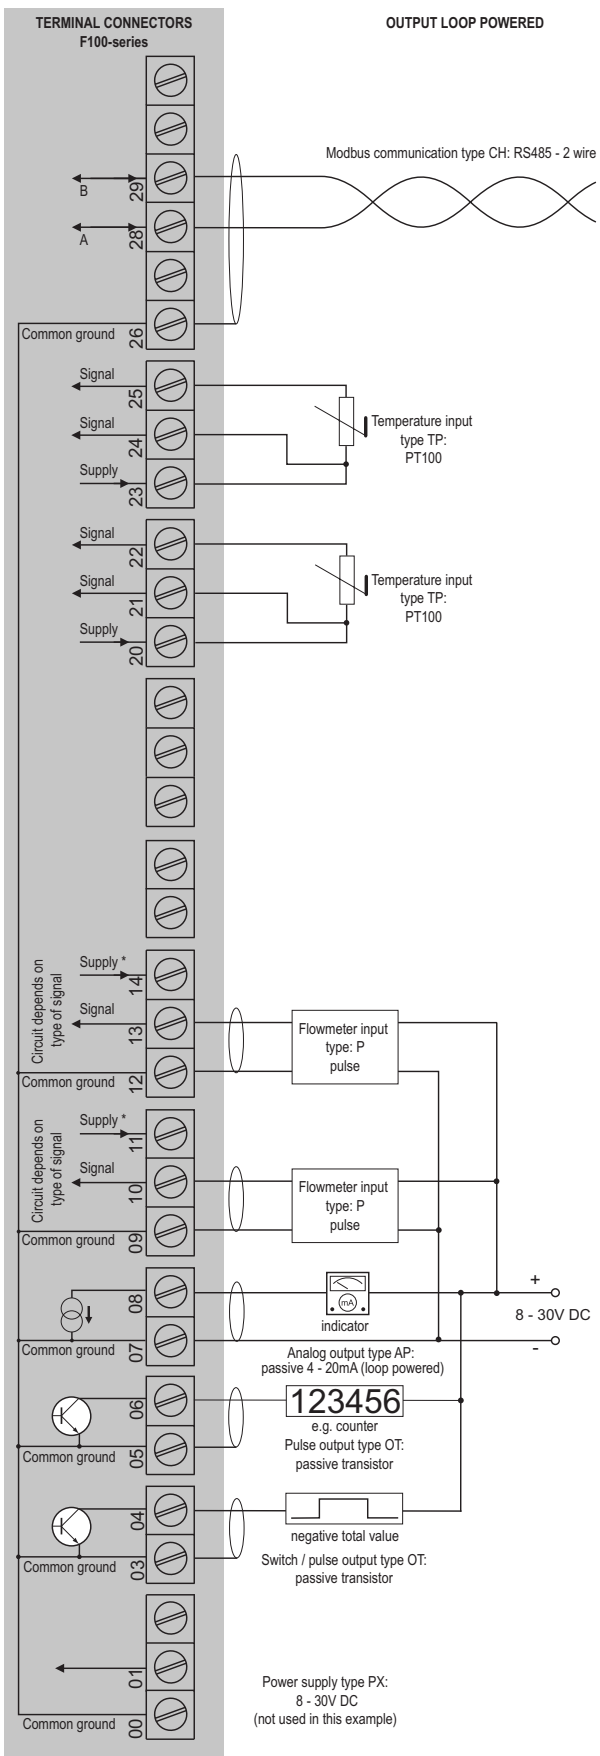 TERMINAL CONNECTORS
F100-series
OUTPUT LOOP POWERED
Modbus communication type CH: RS485 - 2 wire
B
29
A
28
Common ground
26
Signal
25
Signal
24
Supply
23
Temperature input
type TP:
PT100
Signal
22
Signal
21
Supply
20
Temperature input
type TP:
PT100
Circuit depends on
type of signal
Supply *
14
Signal
13
Common ground
12
Flowmeter input
type: P
pulse
Circuit depends on
type of signal
Supply *
11
Signal
10
Common ground
09
Flowmeter input
type: P
pulse
08
Common ground
07
mA
indicator
+
8 - 30V DC
-
Analog output type AP:
passive 4 - 20mA (loop powered)
06
Common ground
05
123456
e.g. counter
Pulse output type OT:
passive transistor
04
Common ground
03
negative total value
Switch / pulse output type OT:
passive transistor
01
Common ground
00
Power supply type PX:
8 - 30V DC
(not used in this example)